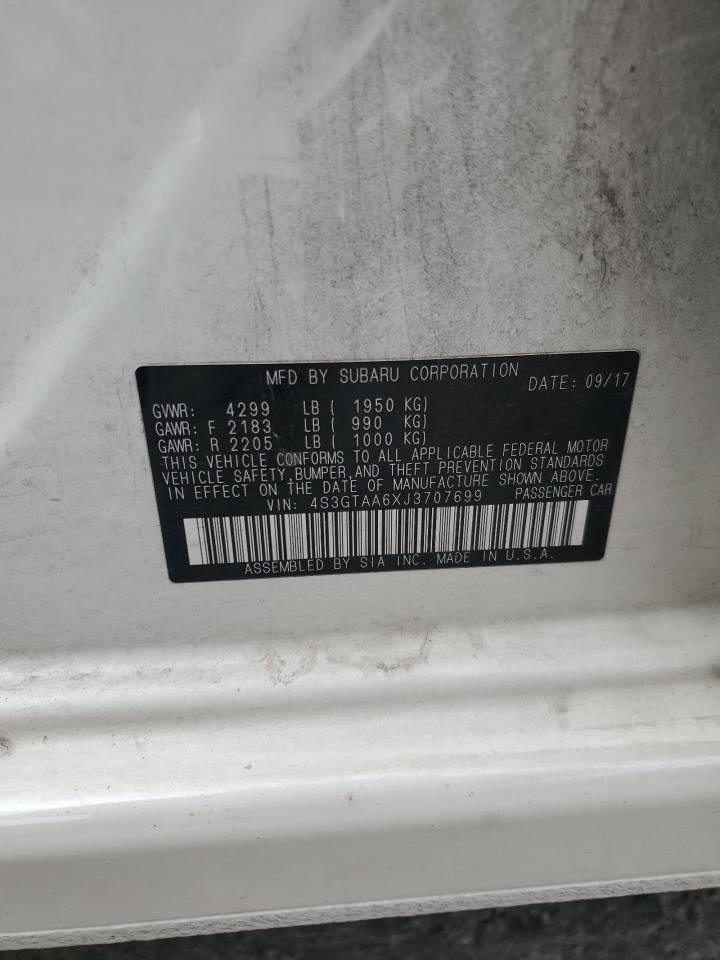 MFD BY SUBARU CORPORATION DATE: 09/17
GVWR: 4299 LB ( 1950 KG)
GAWR: F 2183 LB ( 990 KG)
GAWR: R 2205 LB ( 1000 KG)
THIS VEHICLE CONFORMS TO ALL APPLICABLE FEDERAL MOTOR
VEHICLE SAFETY,BUMPER,AND THEFT PREVENTION STANDARDS
IN EFFECT ON THE DATE OF MANUFACTURE SHOWN ABOVE.
VIN: 4S3GTAA6XJ3707699 PASSENGER CAR
ASSEMBLED BY SIA INC. MADE IN U.S.A.